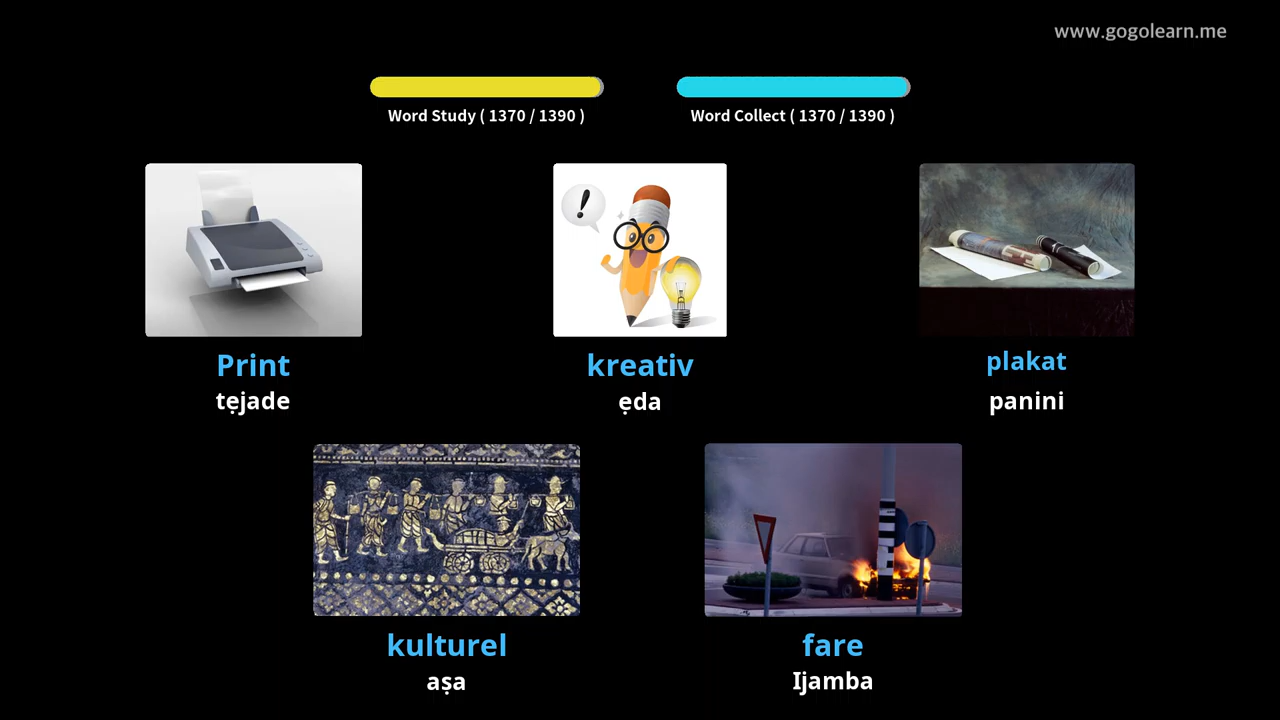 www.gogolearn.me
Word Study ( 1370 / 1390 )
Word Collect ( 1370 / 1390 )
Print
tẹjade
kreativ
ẹda
plakat
panini
kulturel
aṣa
fare
Ijamba